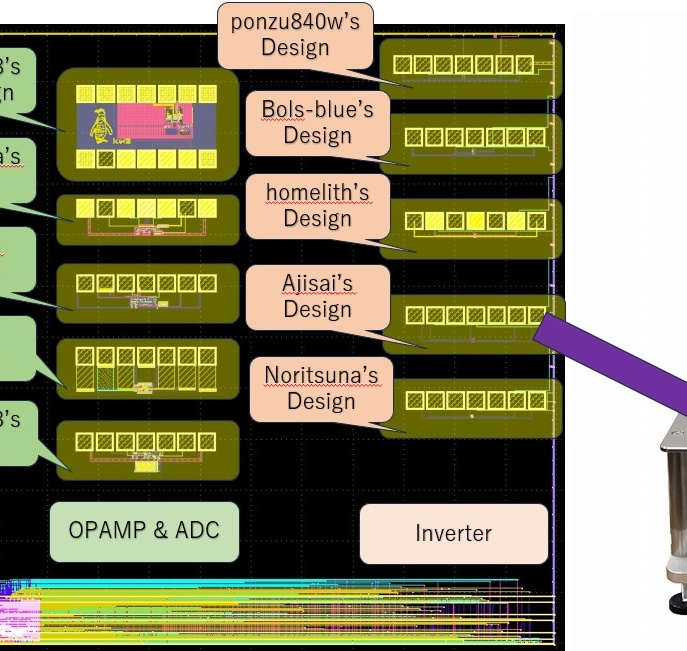 ponzu840w's
Design
Bols-blue's
Design
homelith's
Design
Ajisai's
Design
Noritsuna's
Design
OPAMP & ADC
Inverter